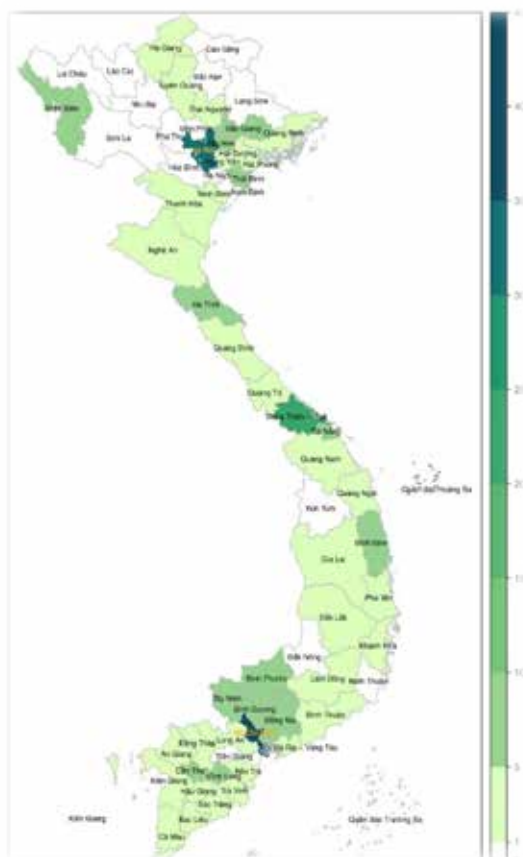 Hà Giang
Cao Bằng
Lai Châu
Lào Cai
Bắc Kạn
Tuyên Quang
Lạng Sơn
Yên Bái
Điện Biên
Thái Nguyên
Sơn La
Phú Thọ
Bắc Giang
Quảng Ninh
Hải Dương
Hải Phòng
Hòa Bình
Thái Bình
Nam Định
Ninh Bình
Thanh Hóa
Nghệ An
Hà Tĩnh
Quảng Bình
Quảng Trị
Đà Nẵng
Quảng Nam
Quần đảo Hoàng Sa
Quảng Ngãi
Kon Tum
Bình Định
Gia Lai
Phú Yên
Đắk Lắk
Khánh Hòa
Đắk Nông
Bình Phước
Lâm Đồng
Ninh Thuận
Tây Ninh
Bình Dương
Đồng Nai
Bình Thuận
Long An
Bà Rịa - Vũng Tàu
Đồng Tháp
An Giang
Tiền Giang
Cần Thơ
Vĩnh Long
Bến Tre
Kiên Giang
Hậu Giang
Trà Vinh
Sóc Trăng
Kiên Giang
Bạc Liêu
Quần đảo Trường Sa
Cà Mau